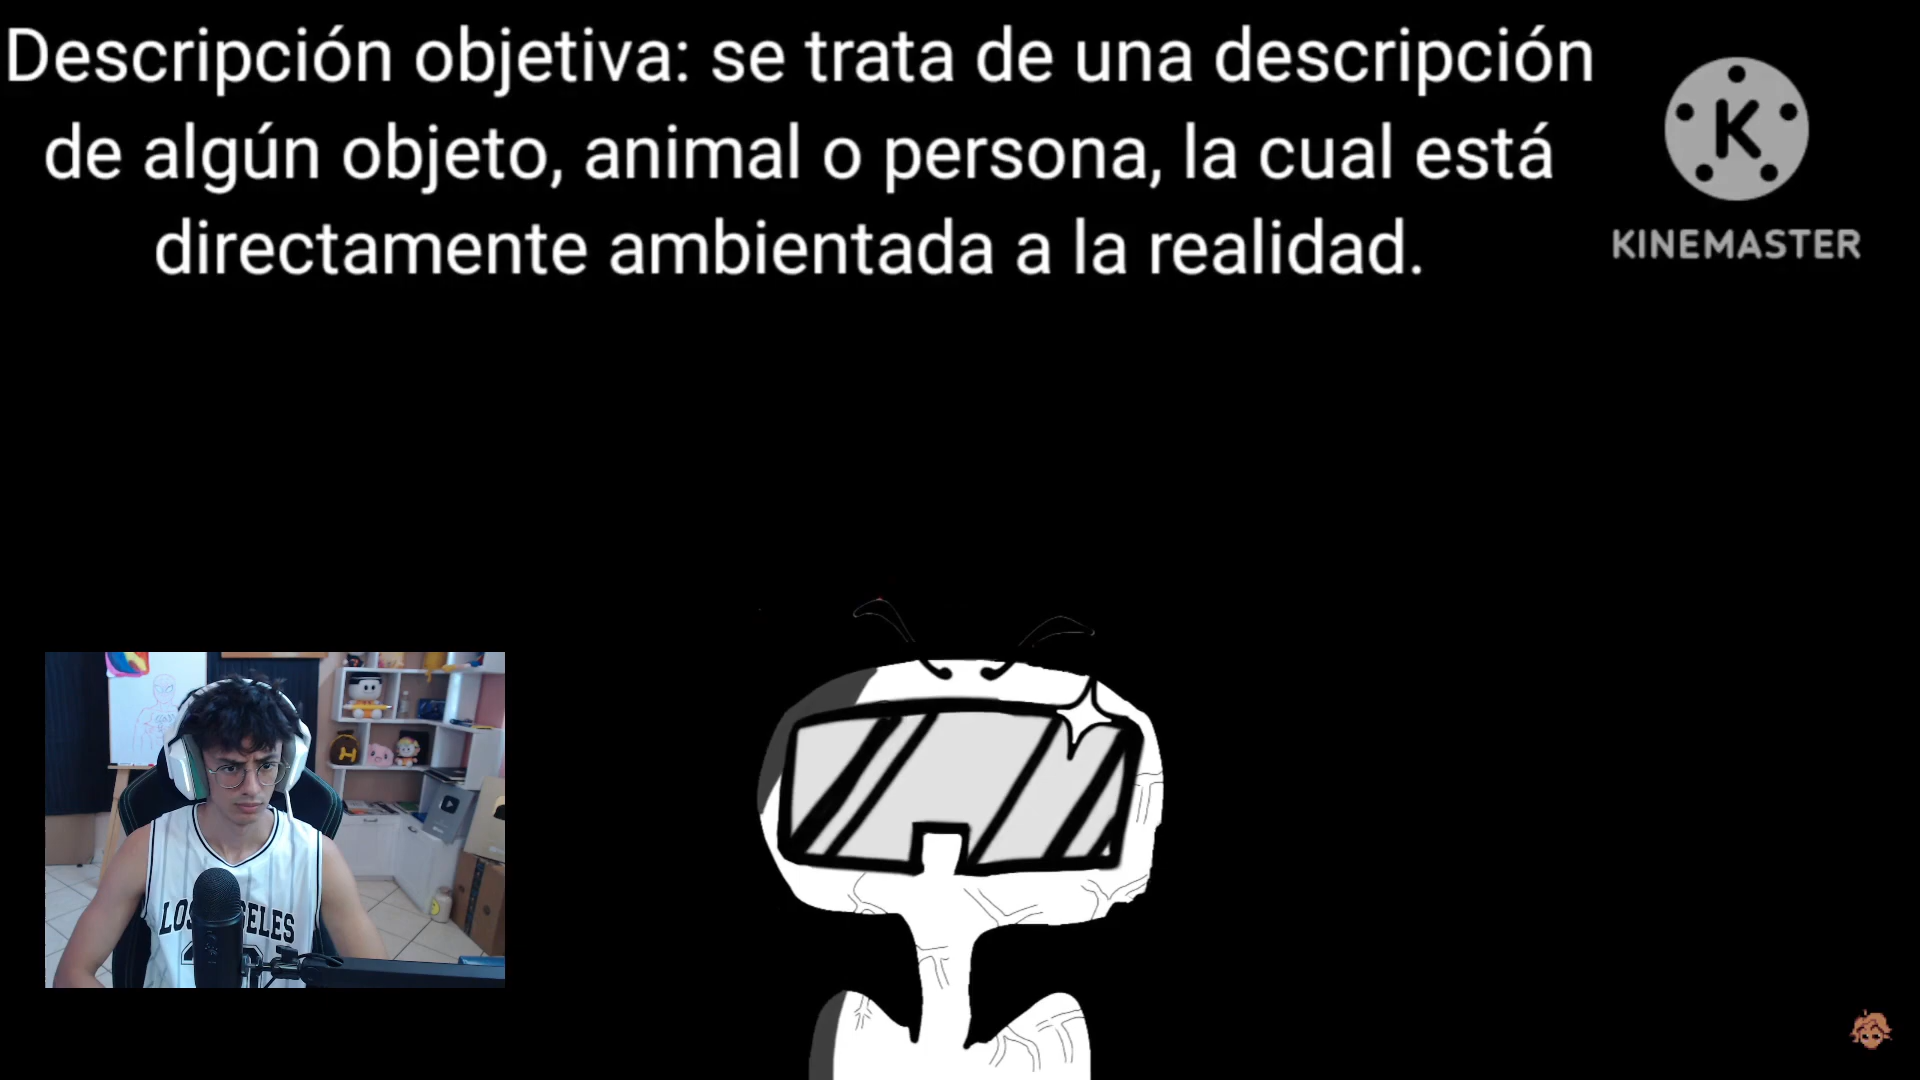 Descripción objetiva: se trata de una descripción
de algún objeto, animal o persona, la cual está
directamente ambientada a la realidad.
K
KINEMASTER